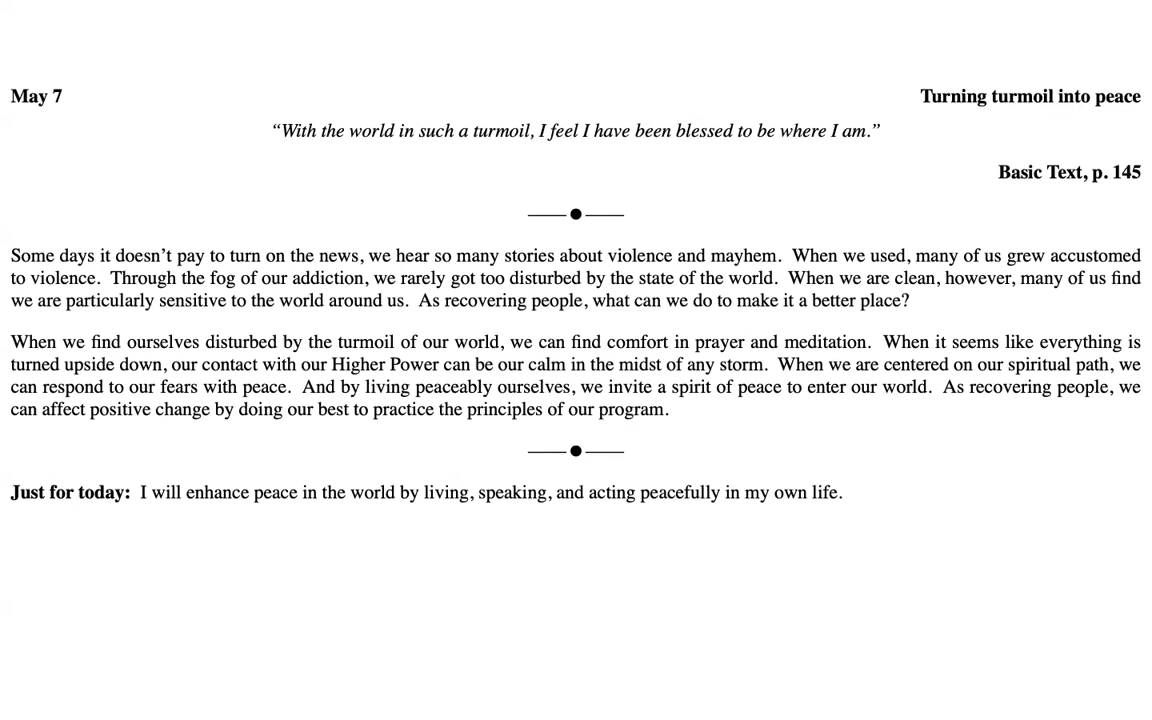 May 7
Turning turmoil into peace
“With the world in such a turmoil, I feel I have been blessed to be where I am.”
Basic Text, p. 145
Some days it doesn’t pay to turn on the news, we hear so many stories about violence and mayhem.  When we used, many of us grew accustomed
to violence.  Through the fog of our addiction, we rarely got too disturbed by the state of the world.  When we are clean, however, many of us find
we are particularly sensitive to the world around us.  As recovering people, what can we do to make it a better place?
When we find ourselves disturbed by the turmoil of our world, we can find comfort in prayer and meditation.  When it seems like everything is
turned upside down, our contact with our Higher Power can be our calm in the midst of any storm.  When we are centered on our spiritual path, we
can respond to our fears with peace.  And by living peaceably ourselves, we invite a spirit of peace to enter our world.  As recovering people, we
can affect positive change by doing our best to practice the principles of our program.
Just for today:  I will enhance peace in the world by living, speaking, and acting peacefully in my own life.